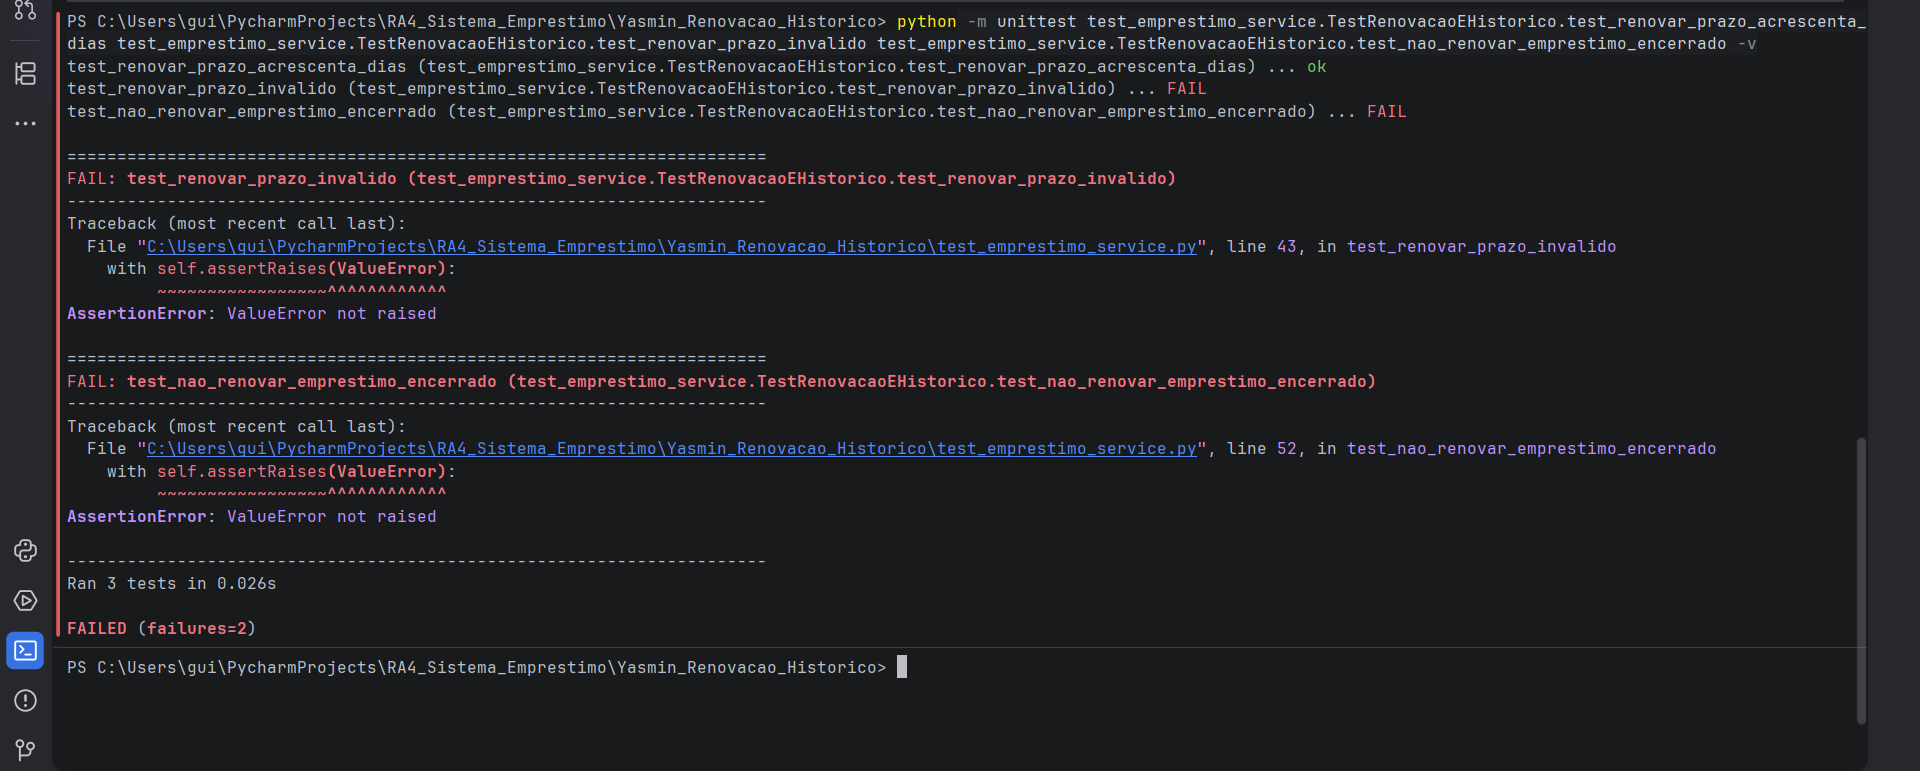 PS C:\Users\gui\PycharmProjects\RA4_Sistema_Emprestimo\Yasmin_Renovacao_Historico> python -m unittest test_emprestimo_service.TestRenovacaoEHistorico.test_renovar_prazo_acrescenta_
dias test_emprestimo_service.TestRenovacaoEHistorico.test_renovar_prazo_invalido test_emprestimo_service.TestRenovacaoEHistorico.test_nao_renovar_emprestimo_encerrado -v
test_renovar_prazo_acrescenta_dias (test_emprestimo_service.TestRenovacaoEHistorico.test_renovar_prazo_acrescenta_dias) ... ok
test_renovar_prazo_invalido (test_emprestimo_service.TestRenovacaoEHistorico.test_renovar_prazo_invalido) ... FAIL
test_nao_renovar_emprestimo_encerrado (test_emprestimo_service.TestRenovacaoEHistorico.test_nao_renovar_emprestimo_encerrado) ... FAIL
======================================================================
FAIL: test_renovar_prazo_invalido (test_emprestimo_service.TestRenovacaoEHistorico.test_renovar_prazo_invalido)
----------------------------------------------------------------------
Traceback (most recent call last):
  File "C:\Users\gui\PycharmProjects\RA4_Sistema_Emprestimo\Yasmin_Renovacao_Historico\test_emprestimo_service.py", line 43, in test_renovar_prazo_invalido
    with self.assertRaises(ValueError):
         ~~~~~~~~~~~~~~~~~^^^^^^^^^^^^
AssertionError: ValueError not raised
======================================================================
FAIL: test_nao_renovar_emprestimo_encerrado (test_emprestimo_service.TestRenovacaoEHistorico.test_nao_renovar_emprestimo_encerrado)
----------------------------------------------------------------------
Traceback (most recent call last):
  File "C:\Users\gui\PycharmProjects\RA4_Sistema_Emprestimo\Yasmin_Renovacao_Historico\test_emprestimo_service.py", line 52, in test_nao_renovar_emprestimo_encerrado
    with self.assertRaises(ValueError):
         ~~~~~~~~~~~~~~~~~^^^^^^^^^^^^
AssertionError: ValueError not raised
----------------------------------------------------------------------
Ran 3 tests in 0.026s
FAILED (failures=2)
PS C:\Users\gui\PycharmProjects\RA4_Sistema_Emprestimo\Yasmin_Renovacao_Historico>